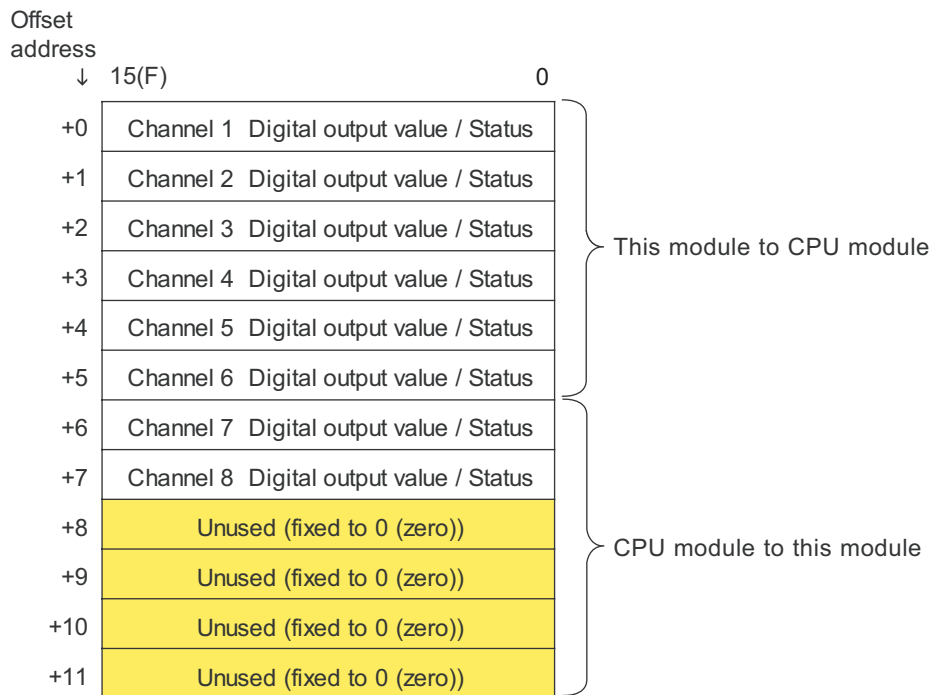 Offset
address
↓ 15(F) 0
+0 Channel 1 Digital output value / Status
+1 Channel 2 Digital output value / Status
+2 Channel 3 Digital output value / Status
This module to CPU module
+3 Channel 4 Digital output value / Status
+4 Channel 5 Digital output value / Status
+5 Channel 6 Digital output value / Status
+6 Channel 7 Digital output value / Status
+7 Channel 8 Digital output value / Status
+8 Unused (fixed to 0 (zero))
CPU module to this module
+9 Unused (fixed to 0 (zero))
+10 Unused (fixed to 0 (zero))
+11 Unused (fixed to 0 (zero))